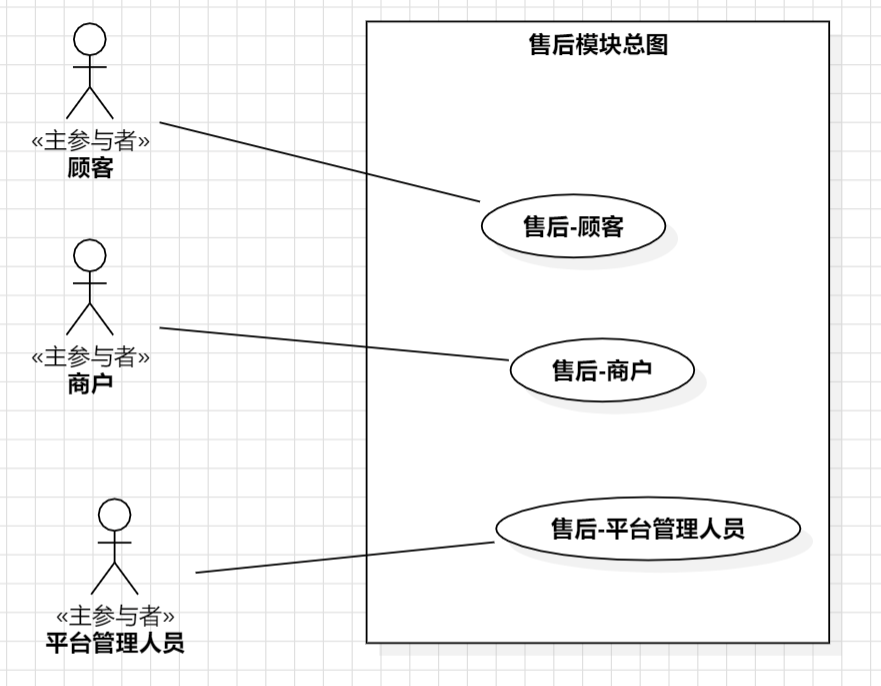 售后模块总图
«主参与者»
顾客
售后-顾客
«主参与者»
商户
售后-商户
«主参与者»
平台管理人员
售后-平台管理人员